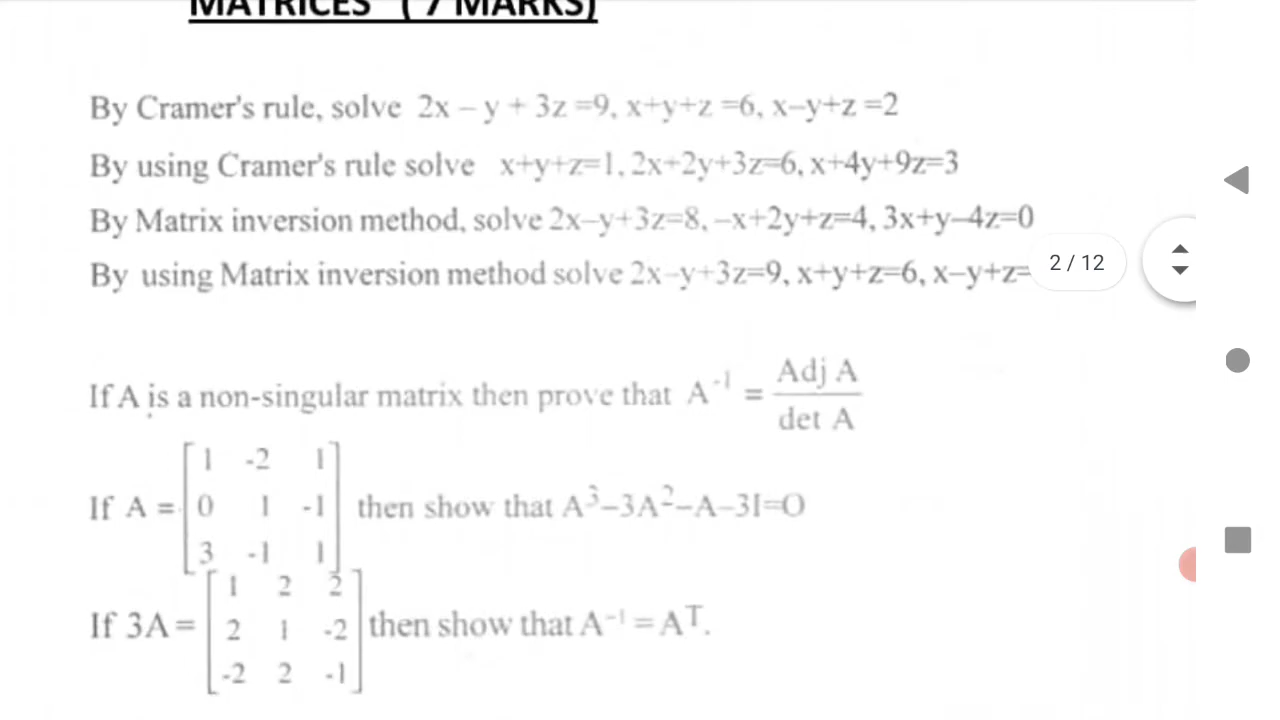 MATRICES ( 7 MARKS)
By Cramer's rule, solve 2x – y + 3z =9, x+y+z =6, x–y+z =2
By using Cramer's rule solve x+y+z=1, 2x+2y+3z=6, x+4y+9z=3
By Matrix inversion method, solve 2x–y+3z=8, –x+2y+z=4, 3x+y–4z=0
By using Matrix inversion method solve 2x–y+3z=9, x+y+z=6, x–y+z=
2 / 12
If A is a non-singular matrix then prove that A⁻¹ = Adj A / det A
If A = [1 -2 1
0 1 -1
3 -1 1] then show that A³–3A²–A–3I=O
If 3A = [1 2 2
2 1 -2
-2 2 -1] then show that A⁻¹ = Aᵀ.